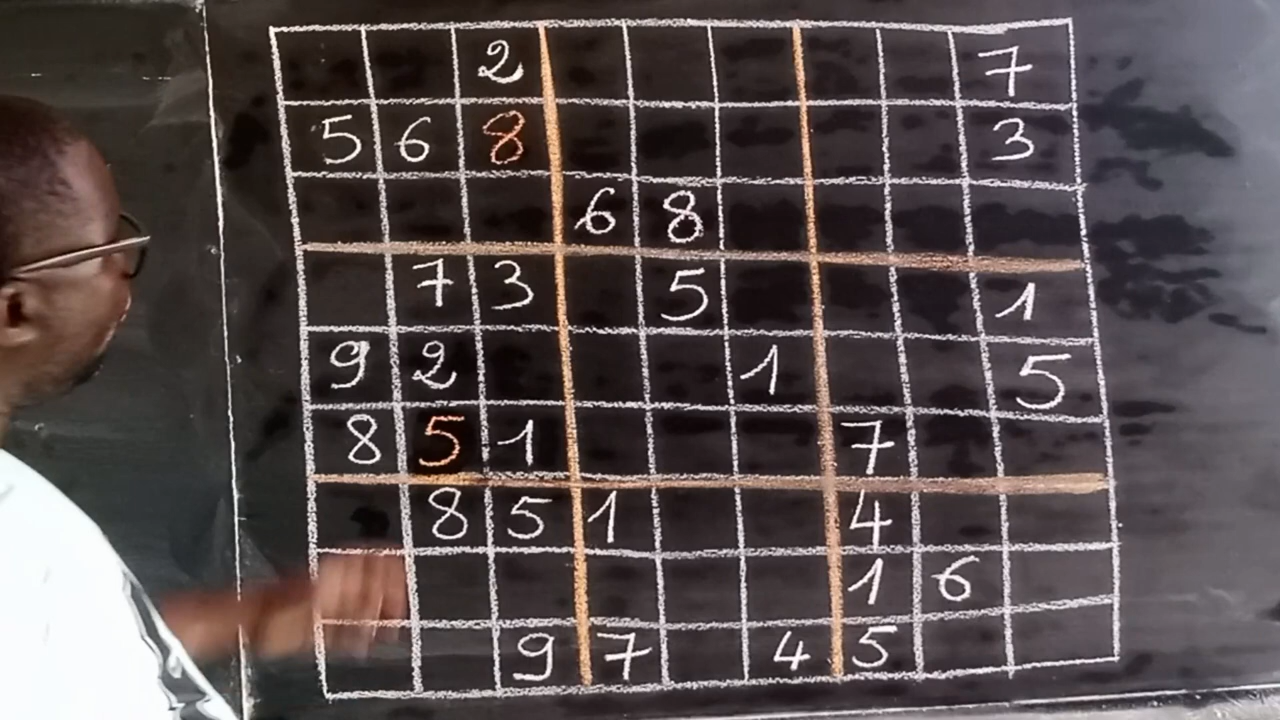 2 7
5 6 8 3
6 8
7 3 5 1
9 2 1 5
8 5 1 7
8 5 1 4
1 6
9 7 4 5